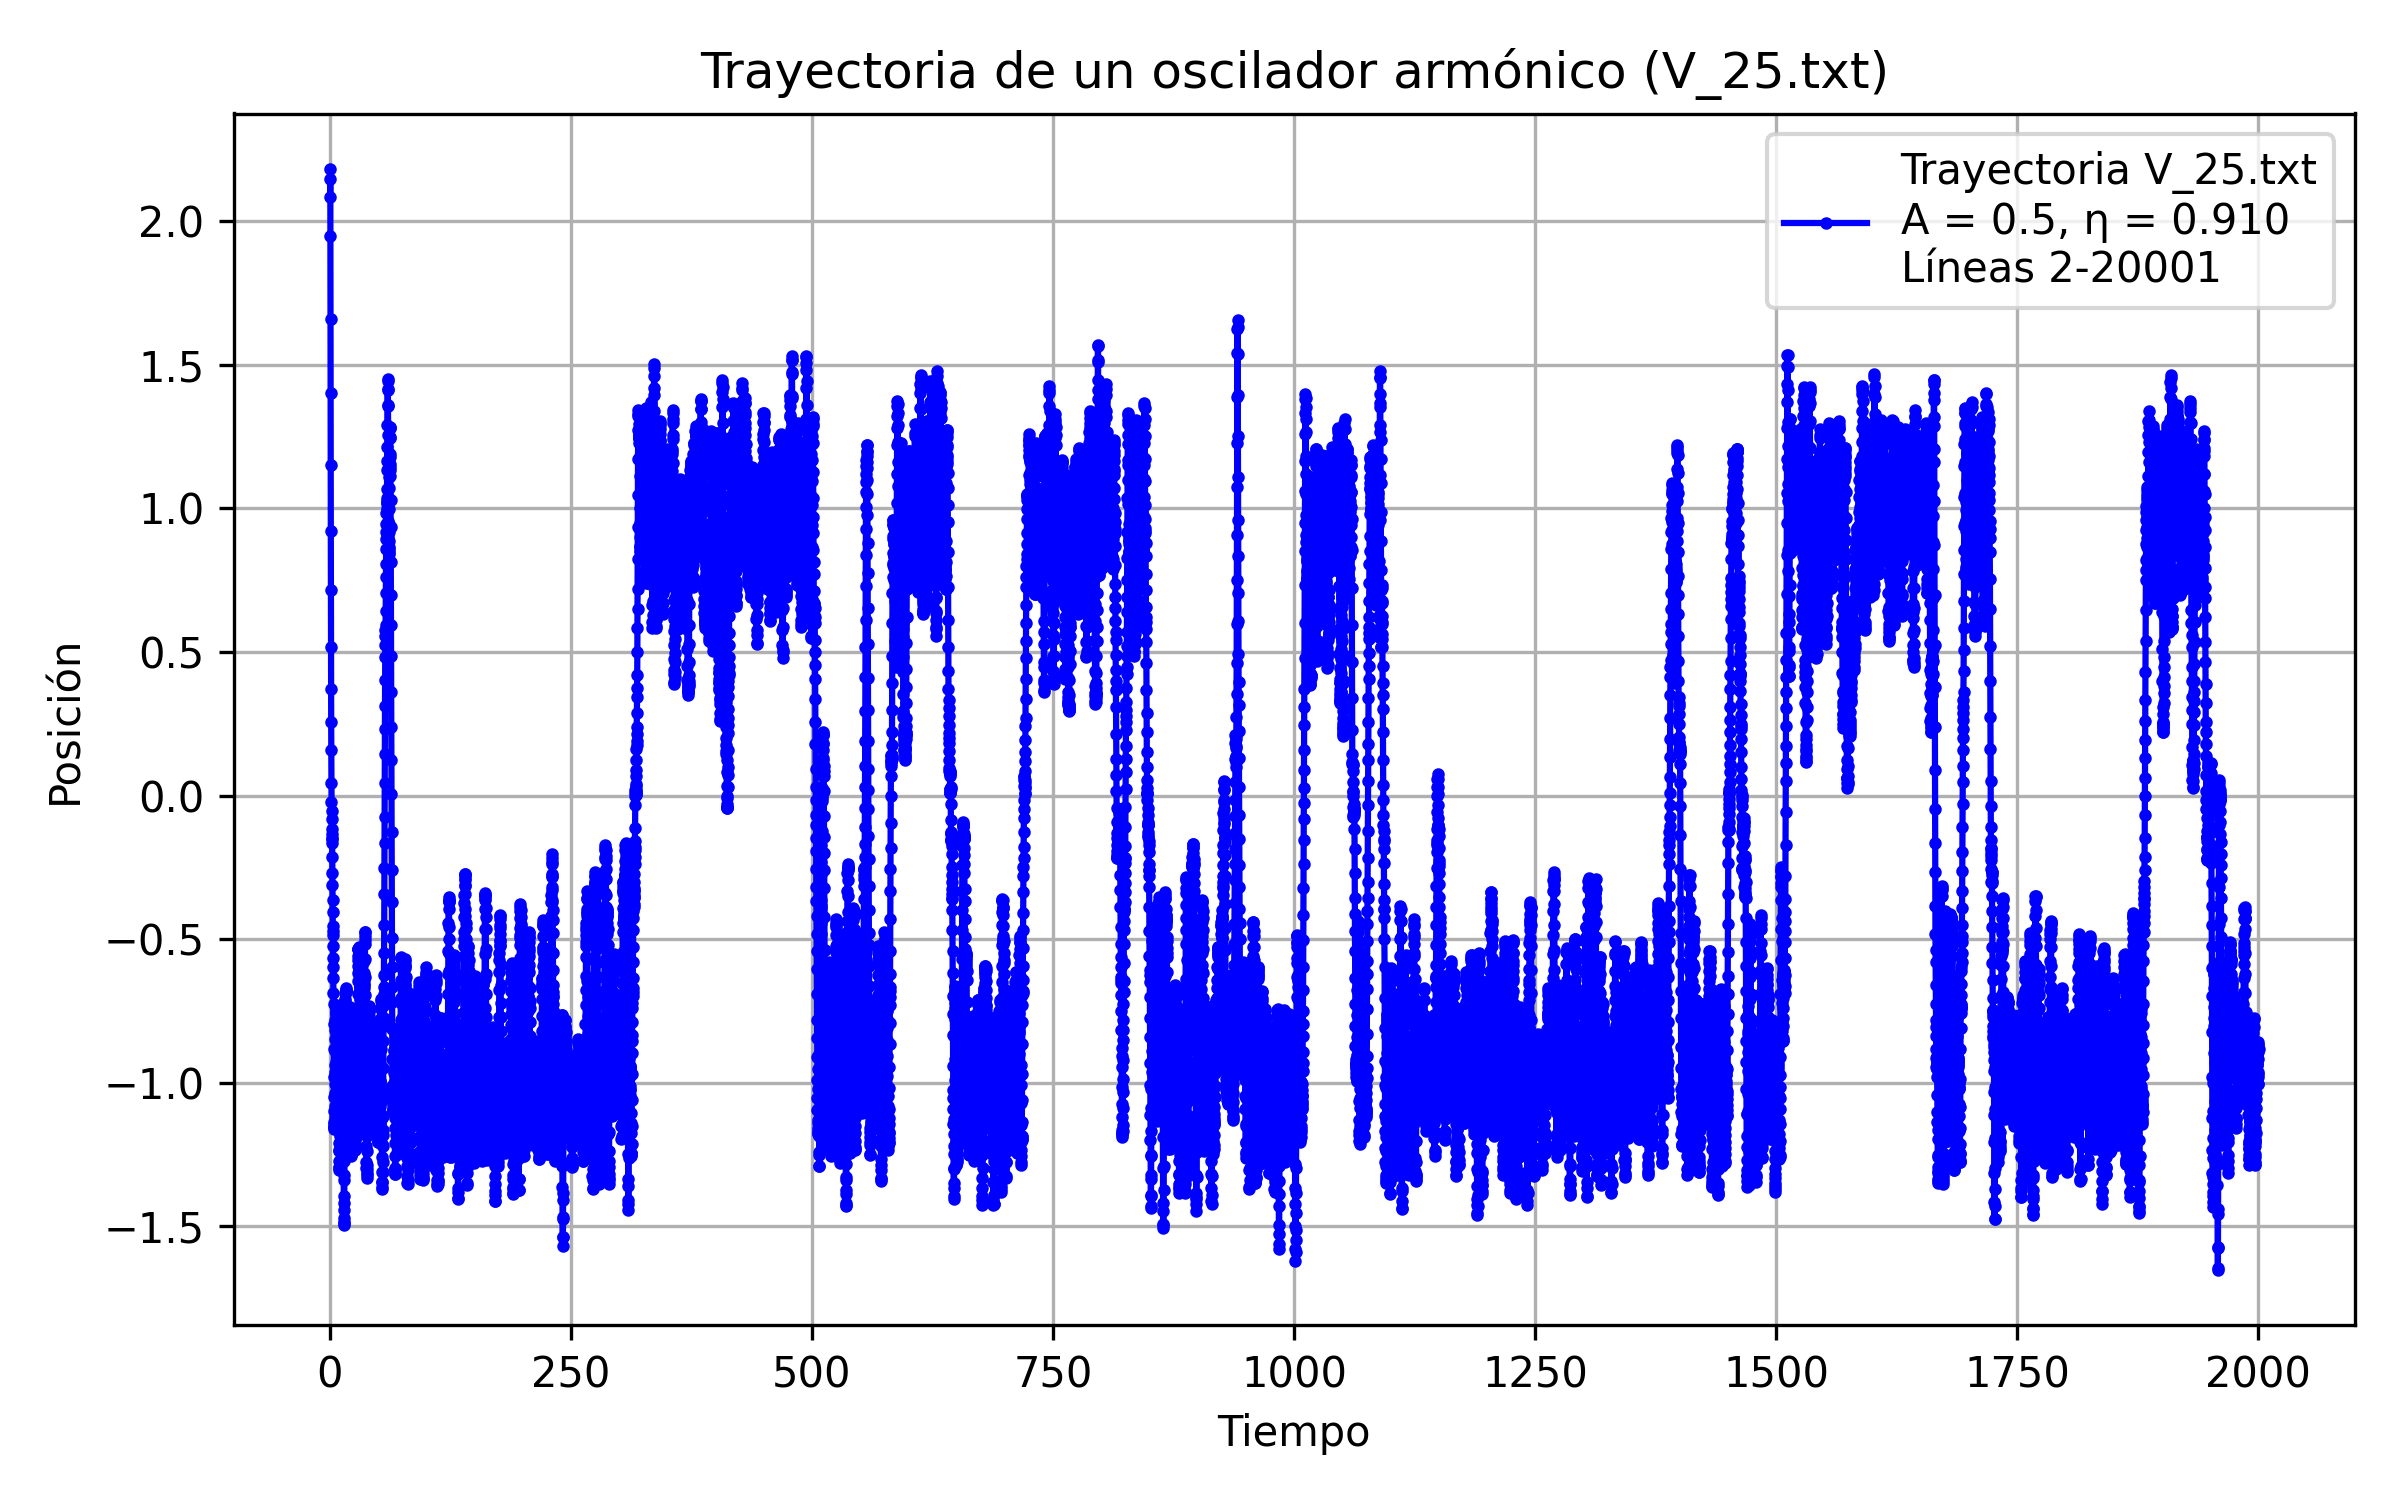 Trayectoria de un oscilador armónico (V_25.txt)
Trayectoria V_25.txt
A = 0.5, η = 0.910
Líneas 2-20001
Posición
2.0
1.5
1.0
0.5
0.0
−0.5
−1.0
−1.5
0 250 500 750 1000 1250 1500 1750 2000
Tiempo